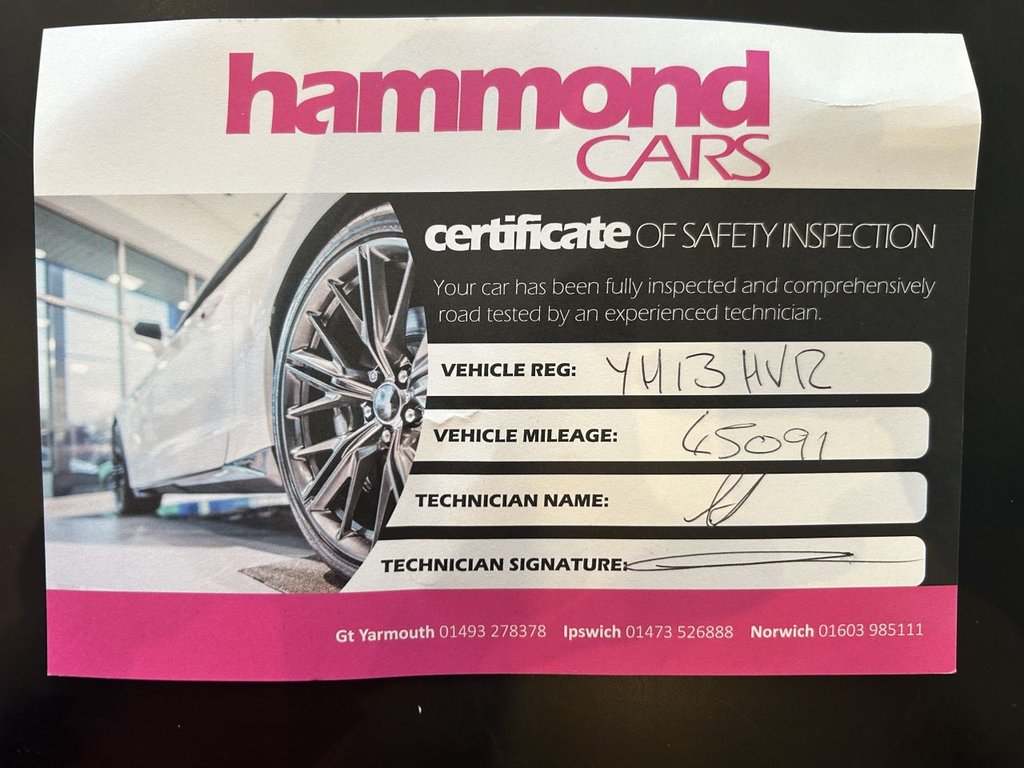 hammond
CARS
certificate OF SAFETY INSPECTION
Your car has been fully inspected and comprehensively
road tested by an experienced technician.
VEHICLE REG: YH13 HVR
VEHICLE MILEAGE: 45091
TECHNICIAN NAME:
TECHNICIAN SIGNATURE:
Gt Yarmouth 01493 278378 Ipswich 01473 526888 Norwich 01603 985111